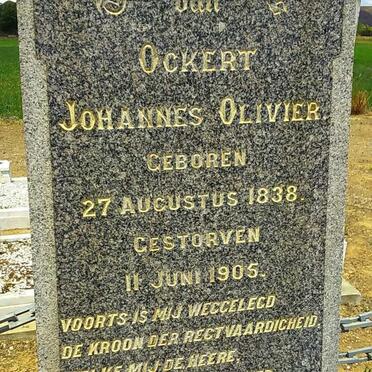 van
OCKERT
JOHANNES OLIVIER.
GEBOREN
27 AUGUSTUS 1838.
GESTORVEN
11 JUNI 1905.
VOORTS IS MIJ WEGGELEGD
DE KROON DER RECTVAARDIGHEID,
MIJ DE HEERE,